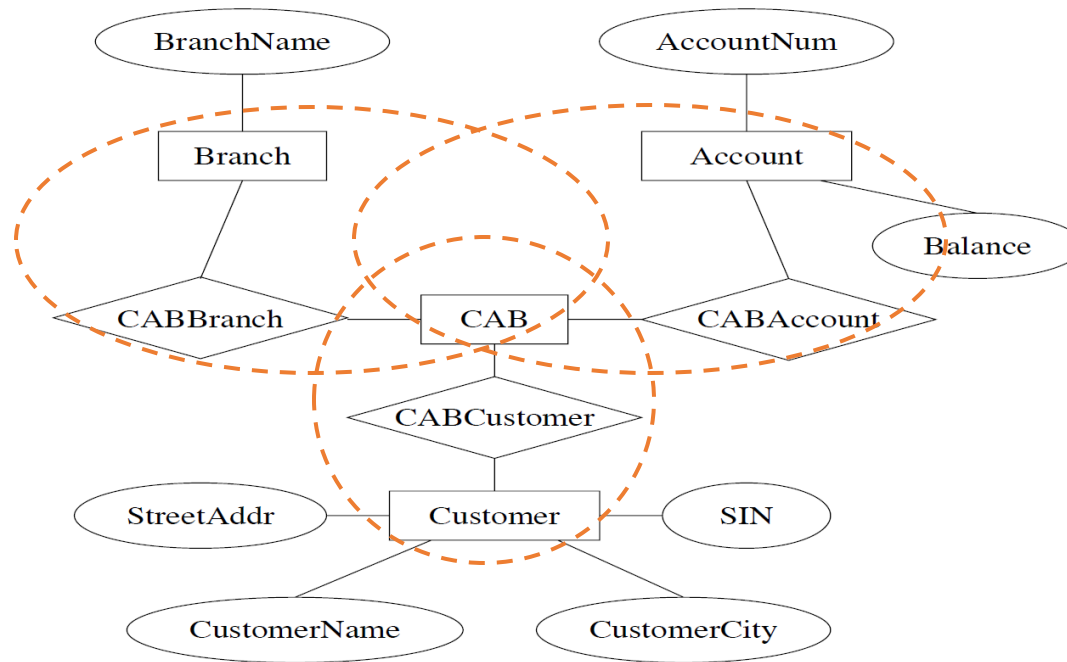 BranchName
AccountNum
Branch
Account
Balance
CABBranch
CAB
CABAccount
CABCustomer
StreetAddr
Customer
SIN
CustomerName
CustomerCity